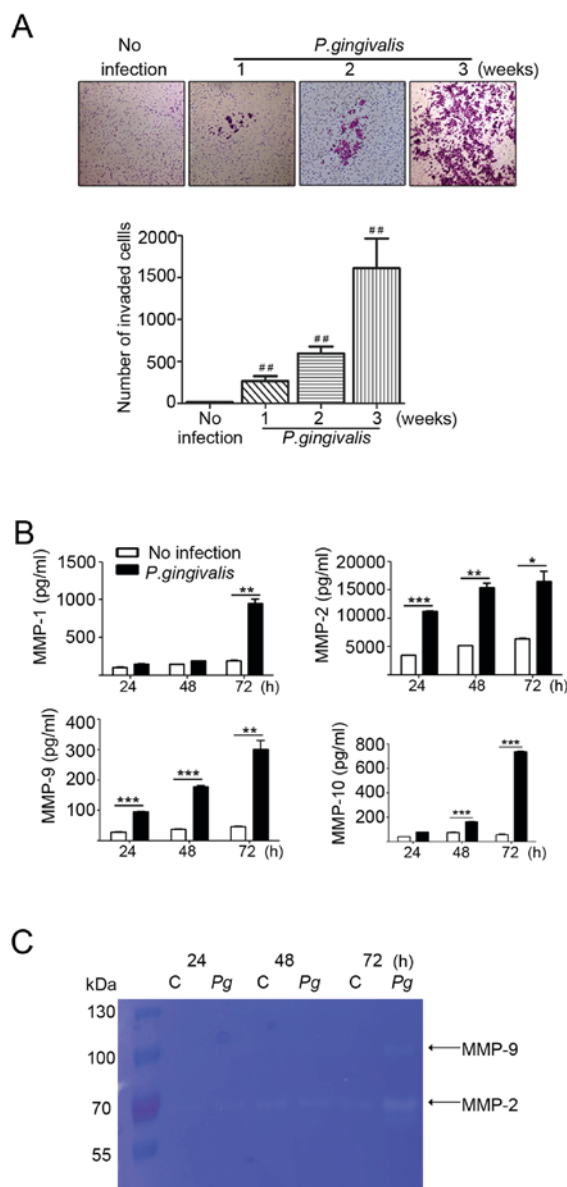 A
No infection
P.gingivalis
1 2 3 (weeks)
Number of invaded cellls
2000
1500
1000
500
0
## ## ##
No infection
1 2 3 (weeks)
P.gingivalis
B
No infection
P.gingivalis
MMP-1 (pg/ml)
1500
1000
500
**
24 48 72 (h)
MMP-2 (pg/ml)
20000
15000
10000
5000
*** ** *
24 48 72 (h)
MMP-9 (pg/ml)
400
300
200
100
*** *** **
24 48 72 (h)
MMP-10 (pg/ml)
800
600
400
200
*** ***
24 48 72 (h)
C
24 48 72 (h)
kDa C Pg C Pg C Pg
130
100 MMP-9
70 MMP-2
55